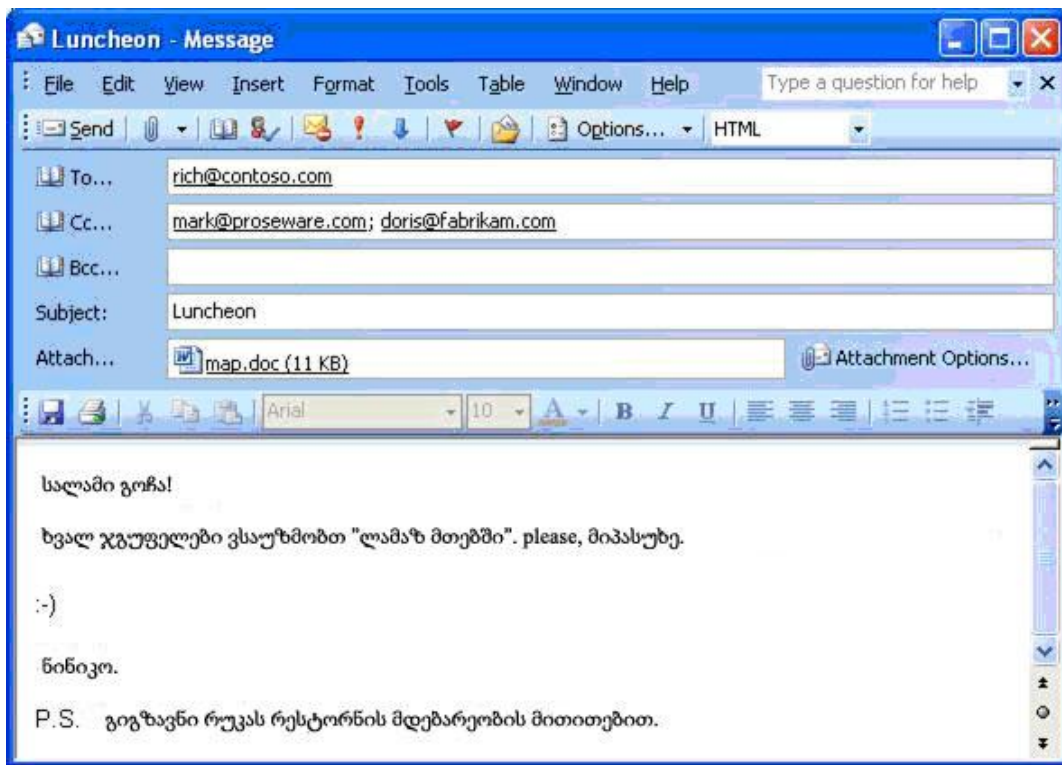 Luncheon - Message
File Edit View Insert Format Tools Table Window Help Type a question for help
Send Options... HTML
To... rich@contoso.com
Cc... mark@proseware.com; doris@fabrikam.com
Bcc...
Subject: Luncheon
Attach... map.doc (11 KB) Attachment Options...
Arial 10 A B I U
სალამი გოჩა!
ხვალ ჯგუფელები ვსაუზმობთ "ლამაზ მთებში". please, მიპასუხე.
:-)
ნინიკო.
P.S. გიგზავნი რუკას რესტორნის მდებარეობის მითითებით.